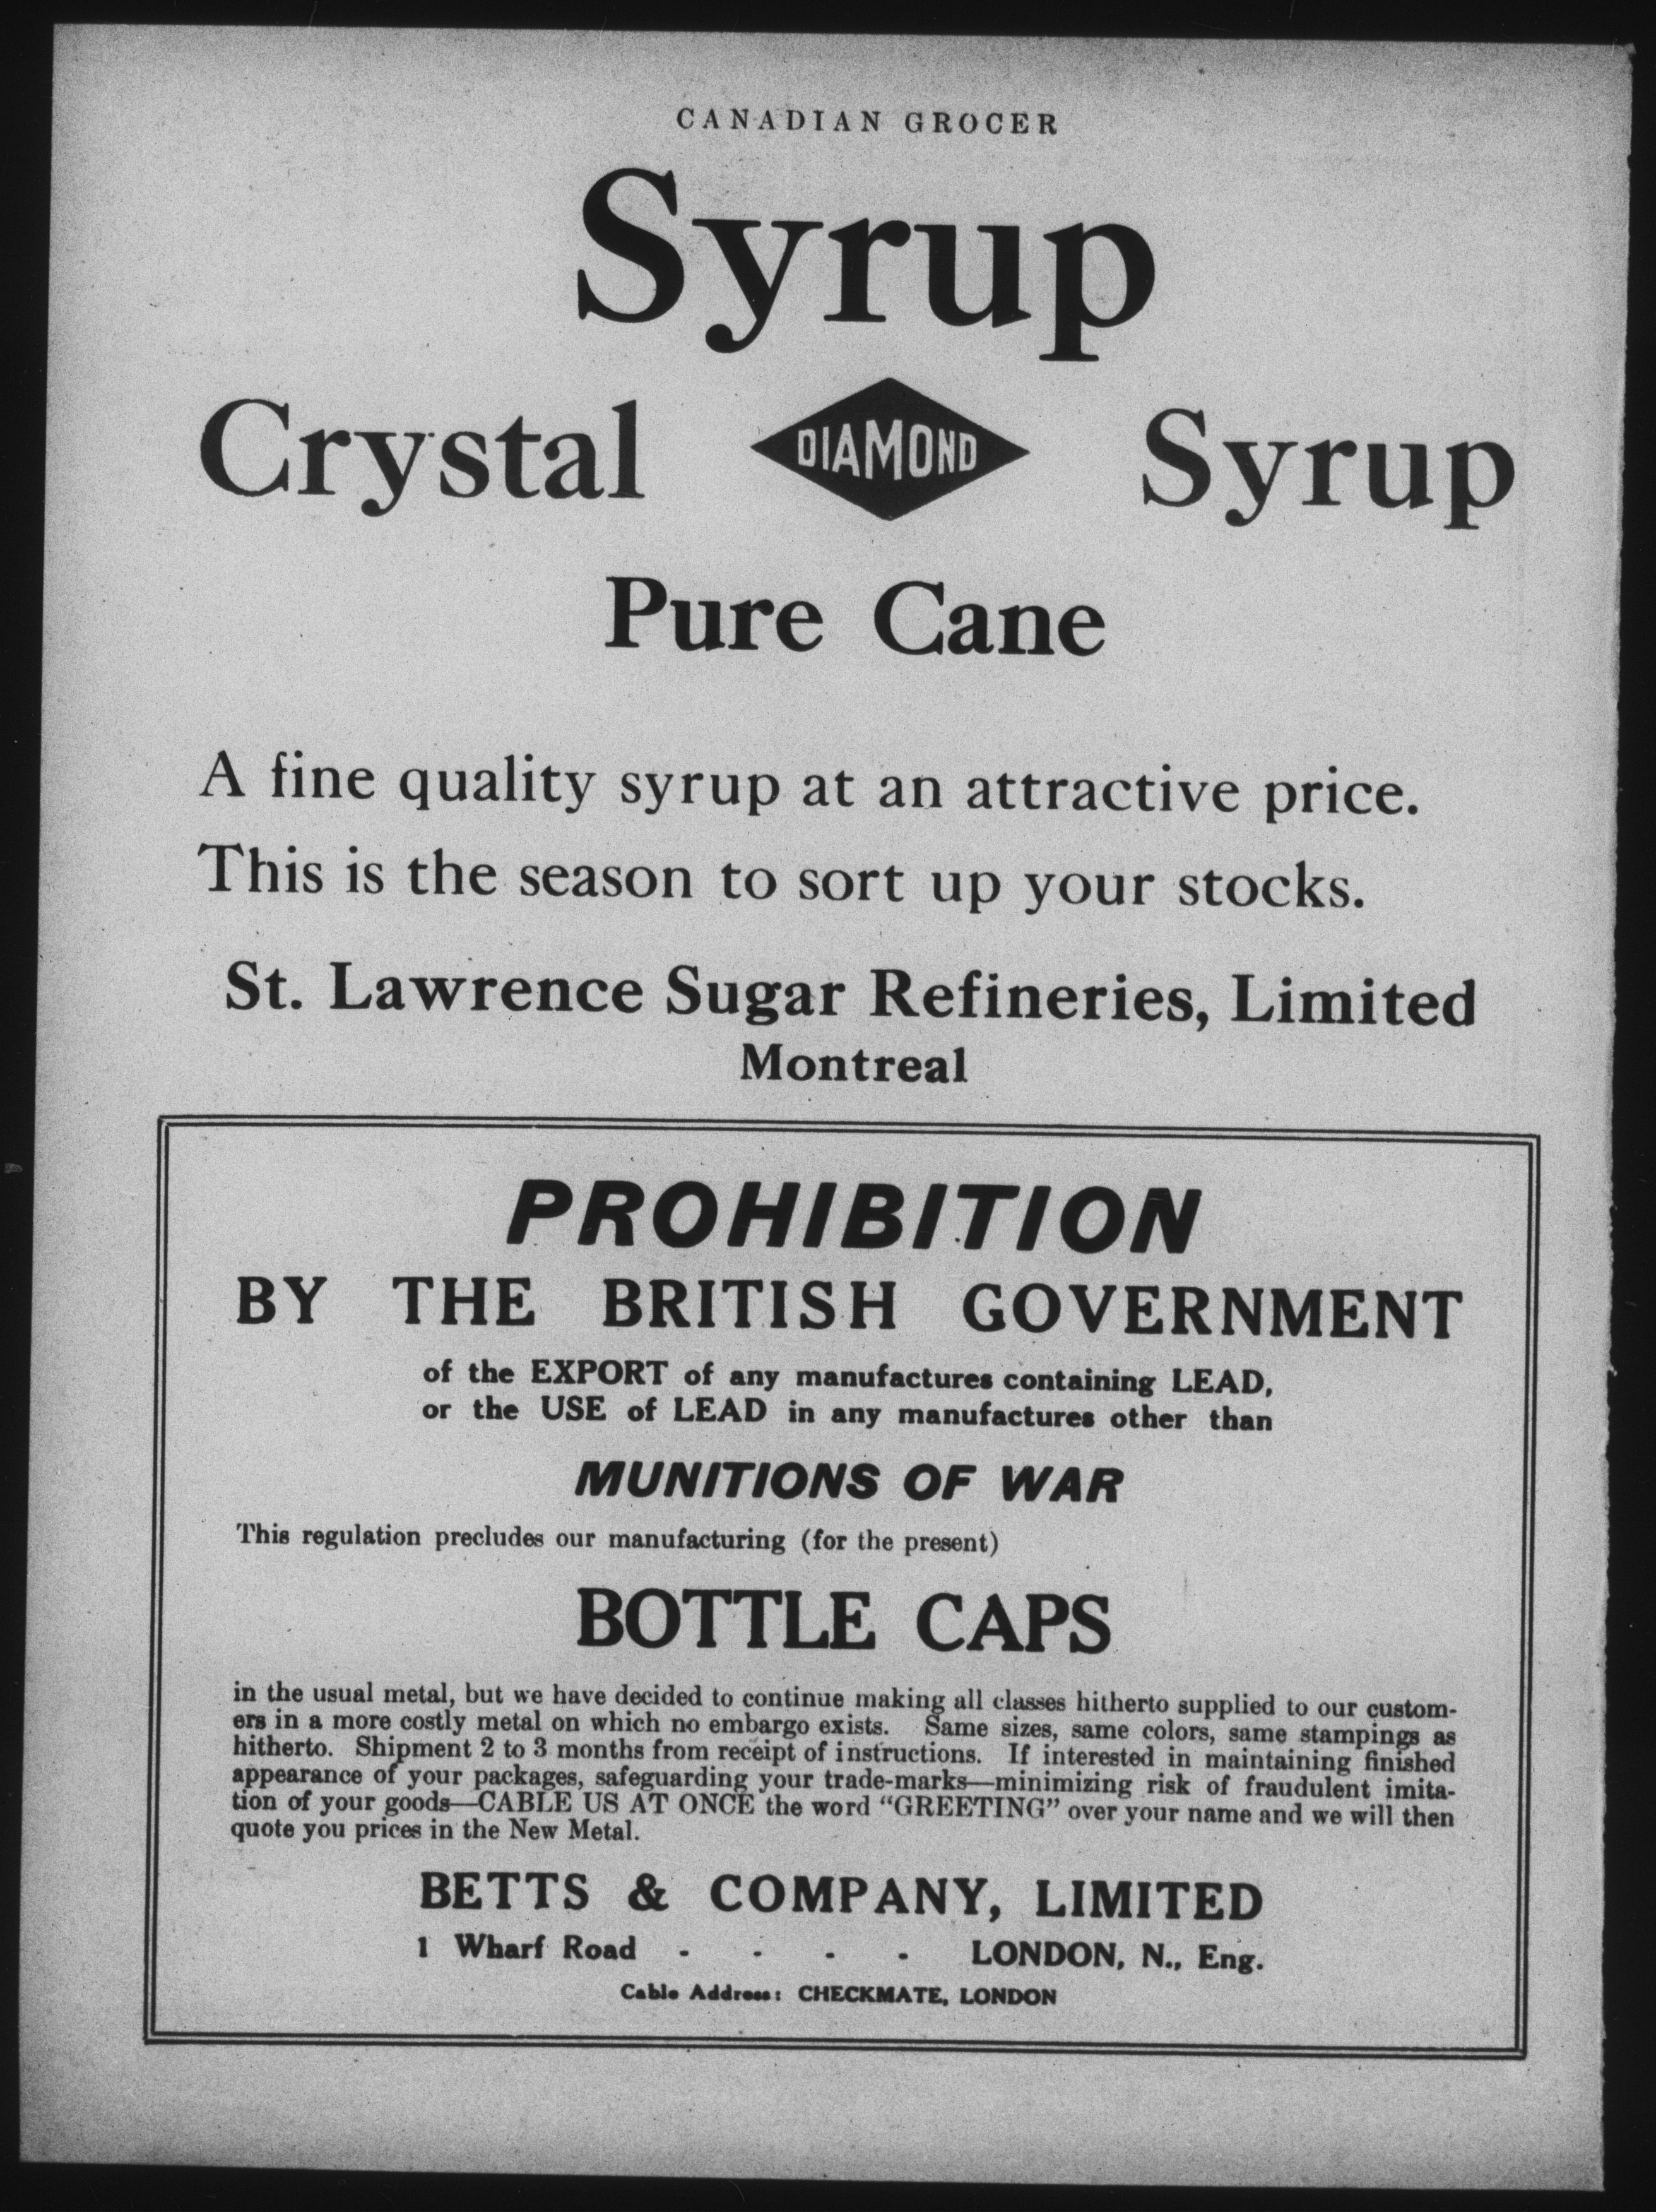 CANADIAN GROCER
Syrup
Crystal DIAMOND Syrup
Pure Cane
A fine quality syrup at an attractive price.
This is the season to sort up your stocks.
St. Lawrence Sugar Refineries, Limited
Montreal
PROHIBITION
BY THE BRITISH GOVERNMENT
of the EXPORT of any manufactures containing LEAD,
or the USE of LEAD in any manufactures other than
MUNITIONS OF WAR
This regulation precludes our manufacturing (for the present)
BOTTLE CAPS
in the usual metal, but we have decided to continue making all classes hitherto supplied to our custom-
ers in a more costly metal on which no embargo exists. Same sizes, same colors, same stampings as
hitherto. Shipment 2 to 3 months from receipt of instructions. If interested in maintaining finished
appearance of your packages, safeguarding your trade-marks—minimizing risk of fraudulent imita-
tion of your goods—CABLE US AT ONCE the word “GREETING” over your name and we will then
quote you prices in the New Metal.
BETTS & COMPANY, LIMITED
1 Wharf Road - - - - LONDON, N., Eng.
Cable Address: CHECKMATE, LONDON